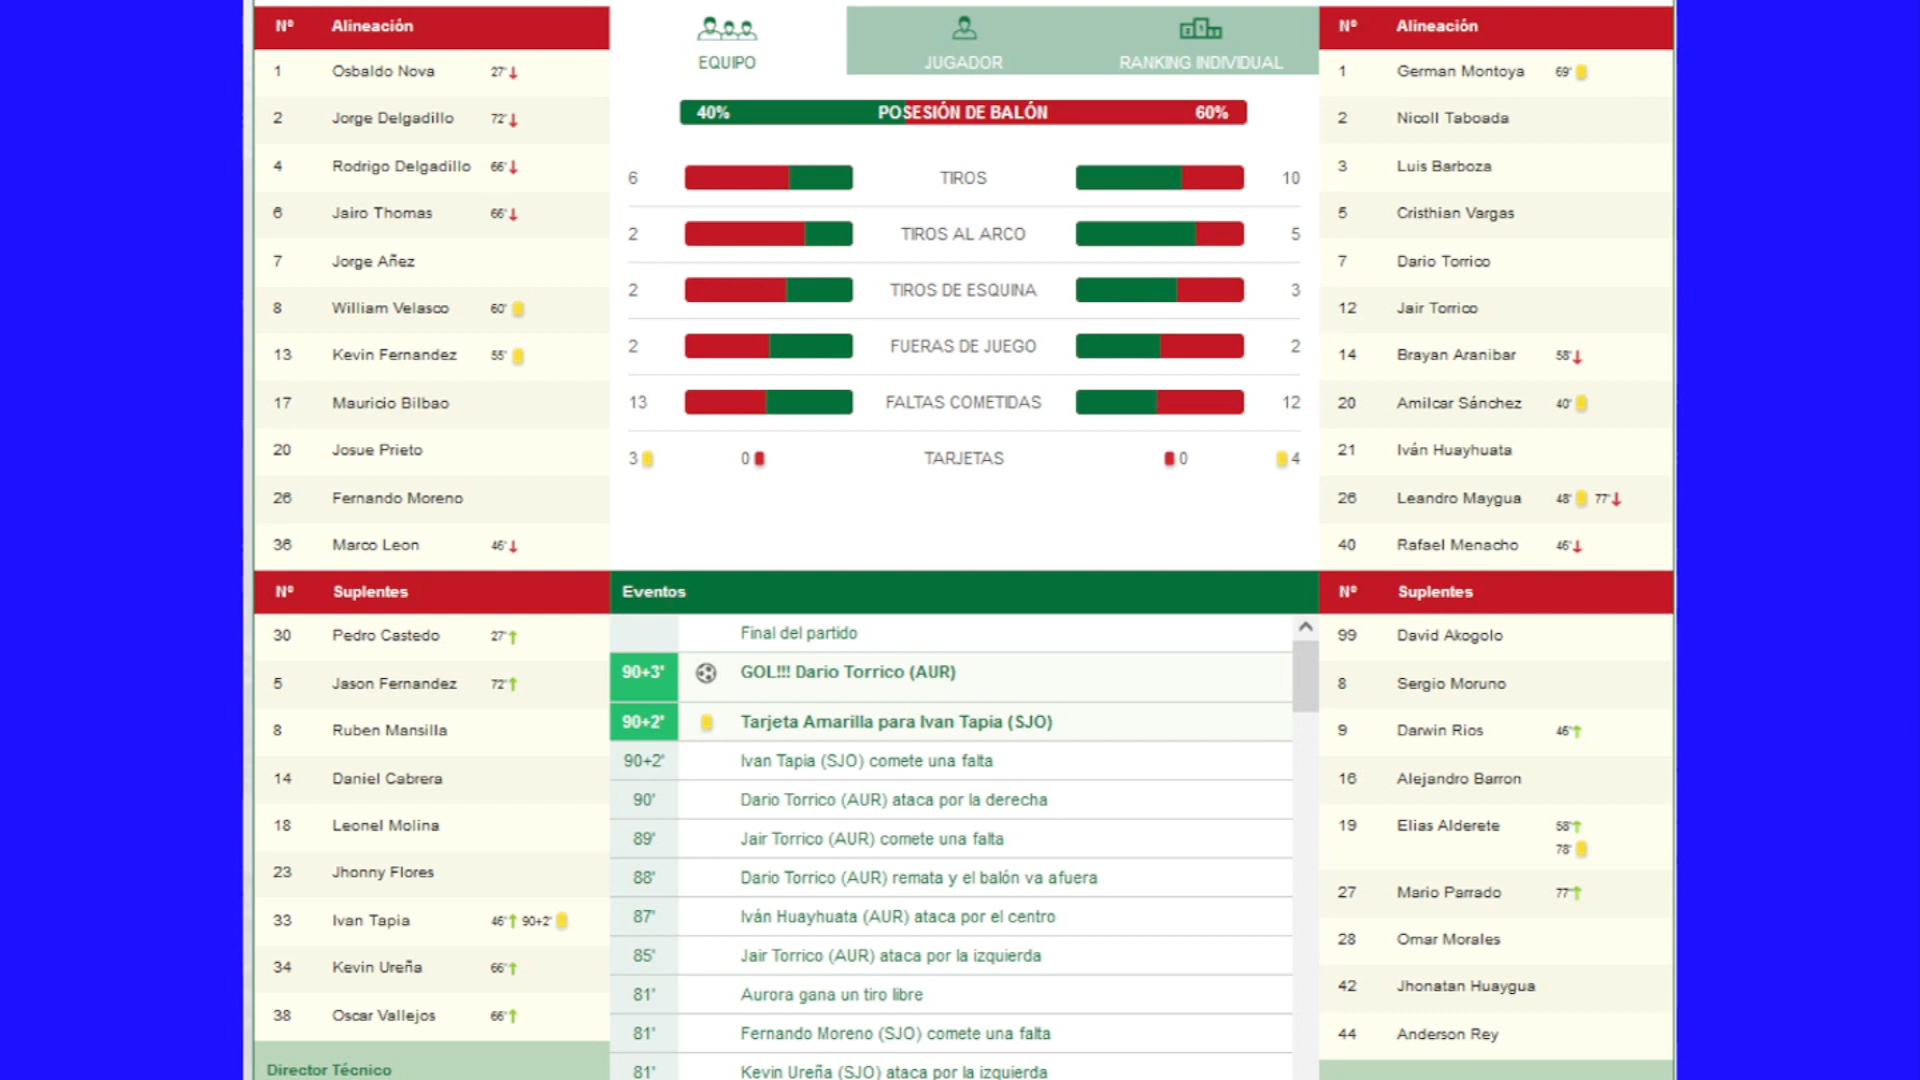 Nº Alineación
1 Osbaldo Nova 27'
2 Jorge Delgadillo 72'
4 Rodrigo Delgadillo 66'
6 Jairo Thomas 66'
7 Jorge Añez
8 William Velasco 60'
13 Kevin Fernandez 55'
17 Mauricio Bilbao
20 Josue Prieto
26 Fernando Moreno
36 Marco Leon 46'
Nº Suplentes
30 Pedro Castedo 27'
5 Jason Fernandez 72'
8 Ruben Mansilla
14 Daniel Cabrera
18 Leonel Molina
23 Jhonny Flores
33 Ivan Tapia 46' 90+2'
34 Kevin Ureña 66'
38 Oscar Vallejos 66'
Director Técnico
EQUIPO JUGADOR RANKING INDIVIDUAL
40% POSESIÓN DE BALÓN 60%
6 TIROS 10
2 TIROS AL ARCO 5
2 TIROS DE ESQUINA 3
2 FUERAS DE JUEGO 2
13 FALTAS COMETIDAS 12
3 0 TARJETAS 0 4
Eventos
Final del partido
90+3' GOL!!! Dario Torrico (AUR)
90+2' Tarjeta Amarilla para Ivan Tapia (SJO)
90+2' Ivan Tapia (SJO) comete una falta
90' Dario Torrico (AUR) ataca por la derecha
89' Jair Torrico (AUR) comete una falta
88' Dario Torrico (AUR) remata y el balón va afuera
87' Iván Huayhuata (AUR) ataca por el centro
85' Jair Torrico (AUR) ataca por la izquierda
81' Aurora gana un tiro libre
81' Fernando Moreno (SJO) comete una falta
81' Kevin Ureña (SJO) ataca por la izquierda
Nº Alineación
1 German Montoya 69'
2 Nicoll Taboada
3 Luis Barboza
5 Cristhian Vargas
7 Dario Torrico
12 Jair Torrico
14 Brayan Aranibar 58'
20 Amilcar Sánchez 40'
21 Iván Huayhuata
26 Leandro Maygua 48' 77'
40 Rafael Menacho 46'
Nº Suplentes
99 David Akogolo
8 Sergio Moruno
9 Darwin Rios 46'
16 Alejandro Barron
19 Elias Alderete 58'
78'
27 Mario Parrado 77'
28 Omar Morales
42 Jhonatan Huaygua
44 Anderson Rey